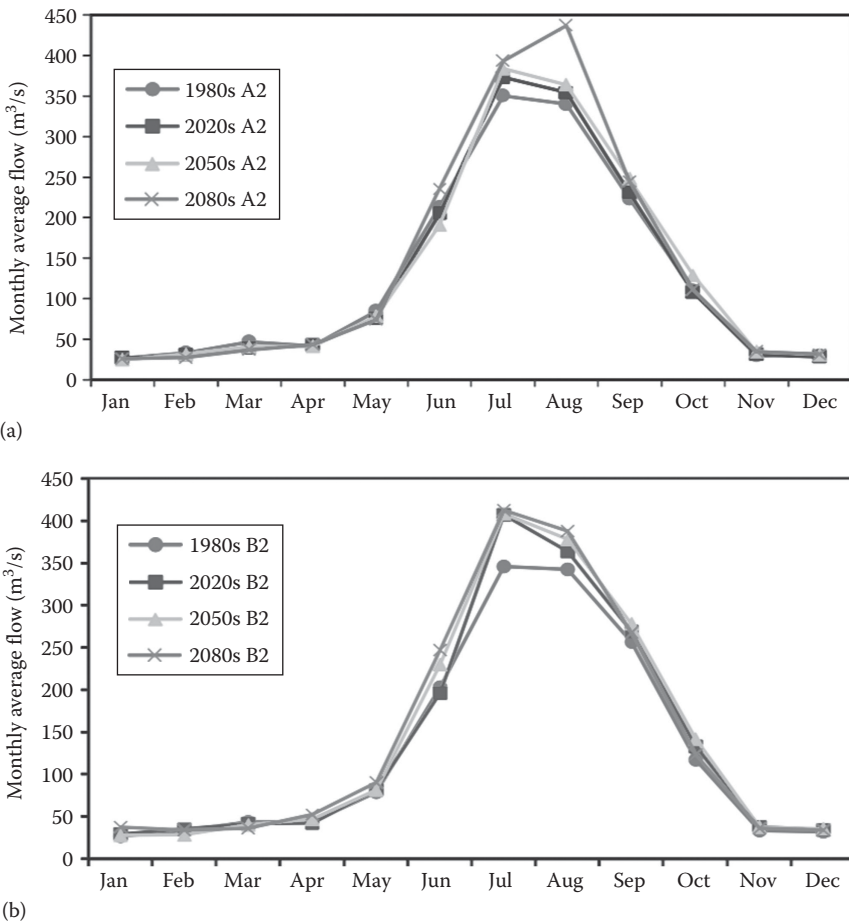 450
400
350
300
250
200
150
100
50
0
Monthly average flow (m³/s)
1980s A2
2020s A2
2050s A2
2080s A2
Jan Feb Mar Apr May Jun Jul Aug Sep Oct Nov Dec
(a)
450
400
350
300
250
200
150
100
50
0
Monthly average flow (m³/s)
1980s B2
2020s B2
2050s B2
2080s B2
Jan Feb Mar Apr May Jun Jul Aug Sep Oct Nov Dec
(b)